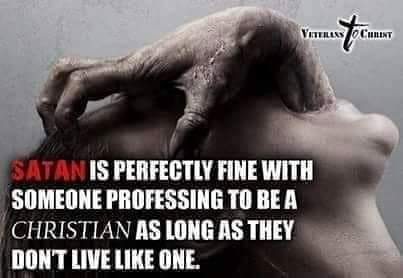 VETERANS to CHRIST
SATAN IS PERFECTLY FINE WITH
SOMEONE PROFESSING TO BE A
CHRISTIAN AS LONG AS THEY
DON'T LIVE LIKE ONE.